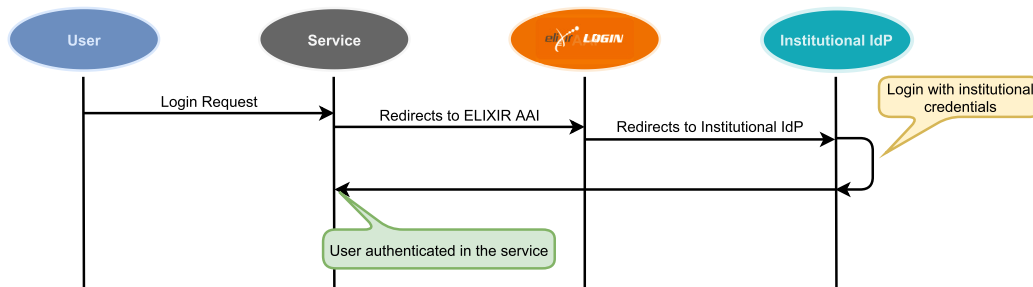 User
Service
elixir LOGIN
Institutional IdP
Login with institutional
credentials
Login Request
Redirects to ELIXIR AAI
Redirects to Institutional IdP
User authenticated in the service